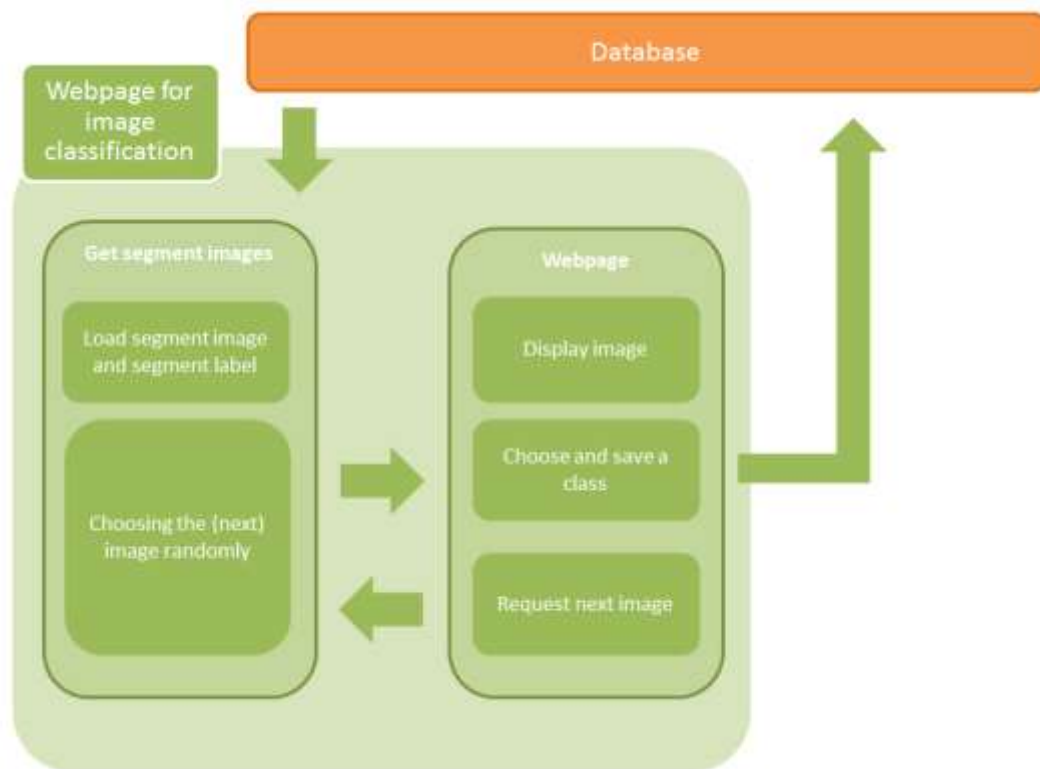 Database
Webpage for
image
classification
Get segment images
Load segment image
and segment label
Choosing the (next)
image randomly
Webpage
Display image
Choose and save a
class
Request next image